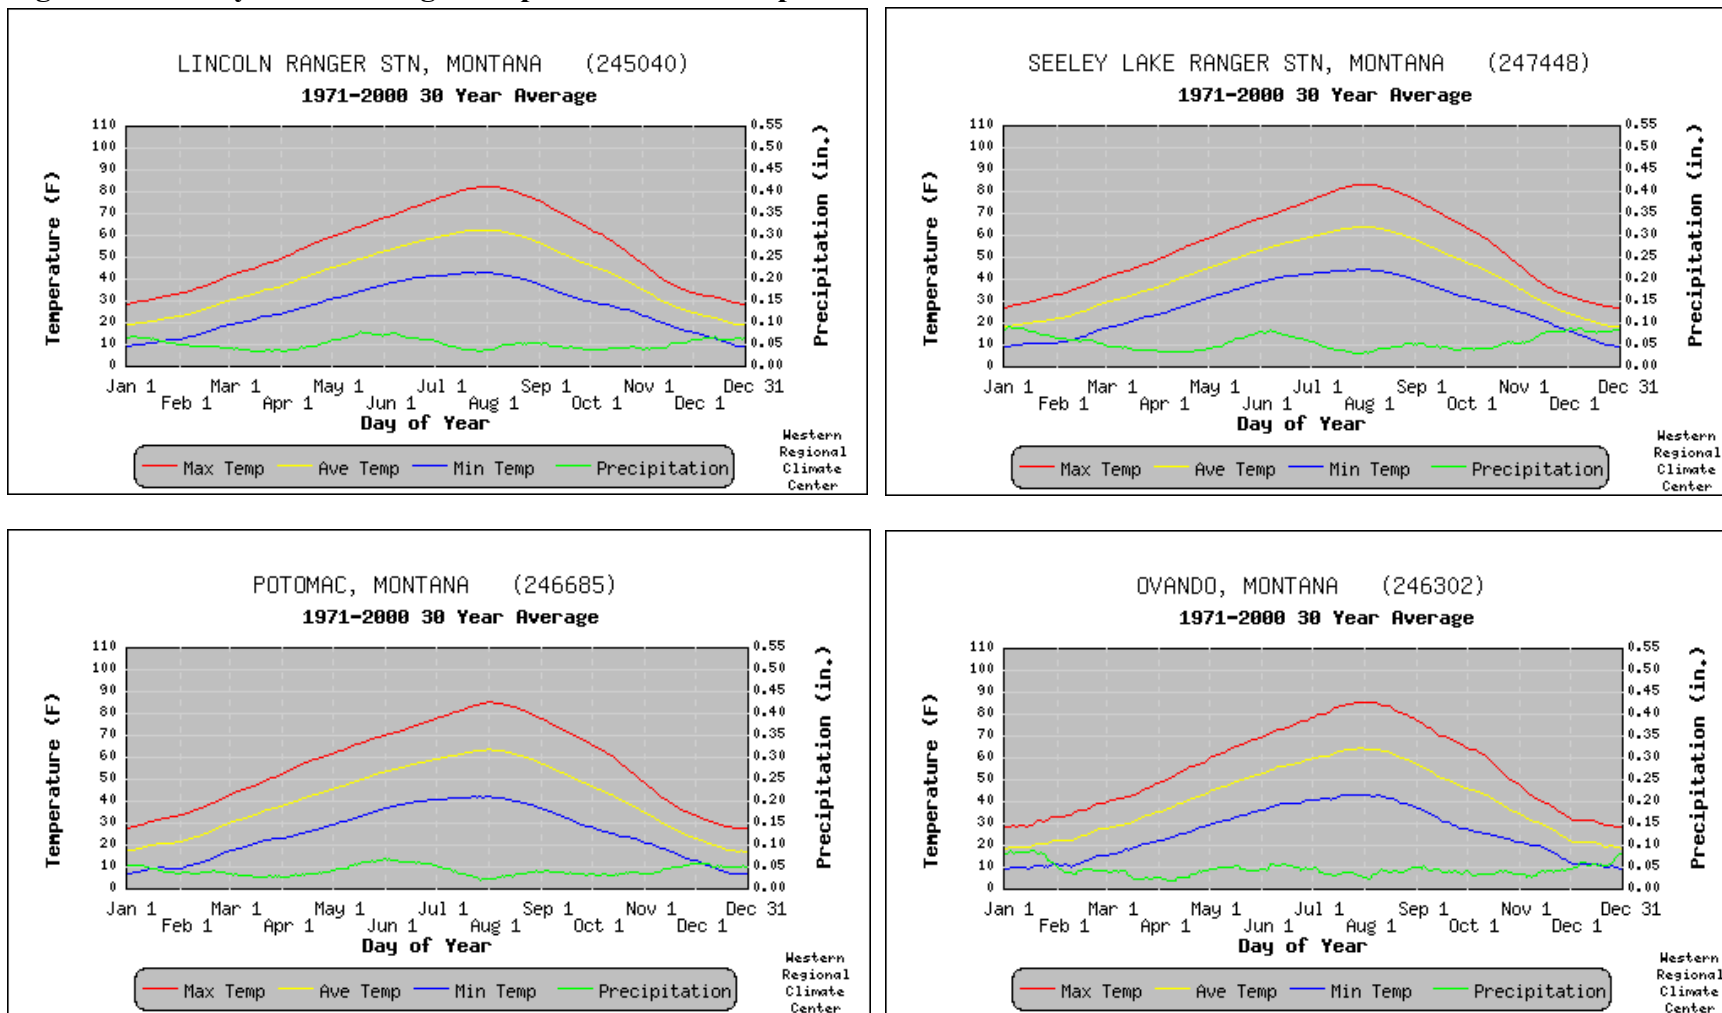 LINCOLN RANGER STN, MONTANA (245040)
1971-2000 30 Year Average
110
100
90
80
70
60
50
40
30
20
10
0
Temperature (F)
0.55
0.50
0.45
0.40
0.35
0.30
0.25
0.20
0.15
0.10
0.05
0.00
Precipitation (in.)
Jan 1 Mar 1 May 1 Jul 1 Sep 1 Nov 1 Dec 31
Feb 1 Apr 1 Jun 1 Aug 1 Oct 1 Dec 1
Day of Year
Max Temp Ave Temp Min Temp Precipitation
Western
Regional
Climate
Center
SEELEY LAKE RANGER STN, MONTANA (247448)
1971-2000 30 Year Average
110
100
90
80
70
60
50
40
30
20
10
0
Temperature (F)
0.55
0.50
0.45
0.40
0.35
0.30
0.25
0.20
0.15
0.10
0.05
0.00
Precipitation (in.)
Jan 1 Mar 1 May 1 Jul 1 Sep 1 Nov 1 Dec 31
Feb 1 Apr 1 Jun 1 Aug 1 Oct 1 Dec 1
Day of Year
Max Temp Ave Temp Min Temp Precipitation
Western
Regional
Climate
Center
POTOMAC, MONTANA (246685)
1971-2000 30 Year Average
110
100
90
80
70
60
50
40
30
20
10
0
Temperature (F)
0.55
0.50
0.45
0.40
0.35
0.30
0.25
0.20
0.15
0.10
0.05
0.00
Precipitation (in.)
Jan 1 Mar 1 May 1 Jul 1 Sep 1 Nov 1 Dec 31
Feb 1 Apr 1 Jun 1 Aug 1 Oct 1 Dec 1
Day of Year
Max Temp Ave Temp Min Temp Precipitation
Western
Regional
Climate
Center
OVANDO, MONTANA (246302)
1971-2000 30 Year Average
110
100
90
80
70
60
50
40
30
20
10
0
Temperature (F)
0.55
0.50
0.45
0.40
0.35
0.30
0.25
0.20
0.15
0.10
0.05
0.00
Precipitation (in.)
Jan 1 Mar 1 May 1 Jul 1 Sep 1 Nov 1 Dec 31
Feb 1 Apr 1 Jun 1 Aug 1 Oct 1 Dec 1
Day of Year
Max Temp Ave Temp Min Temp Precipitation
Western
Regional
Climate
Center